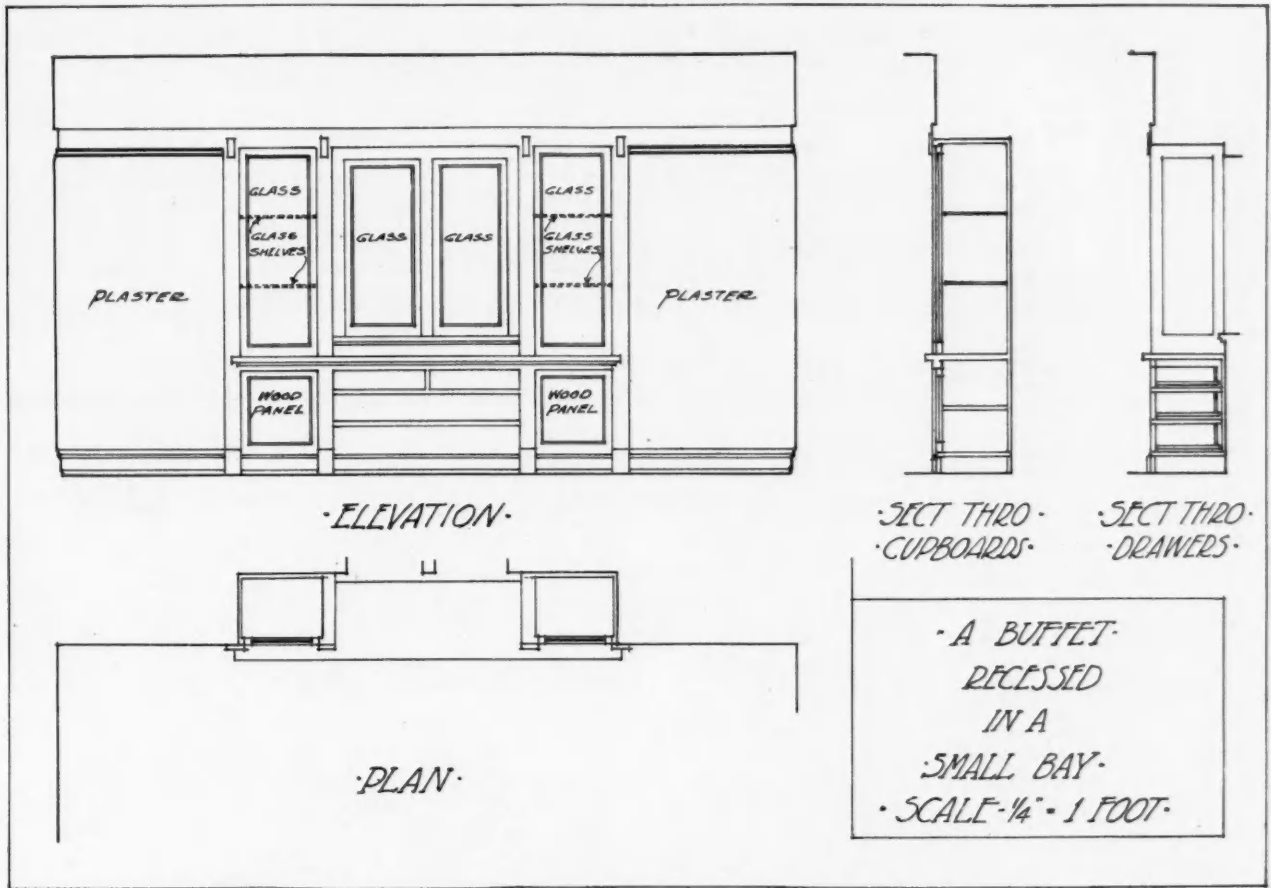 GLASS
GLASS
SHELVES
GLASS
GLASS
GLASS
GLASS
SHELVES
PLASTER
PLASTER
WOOD
PANEL
WOOD
PANEL
·ELEVATION·
·SECT THRO·
·CUPBOARDS·
·SECT THRO·
·DRAWERS·
·PLAN·
·A BUFFET·
RECESSED
IN A
·SMALL BAY·
·SCALE-¼"=1 FOOT·